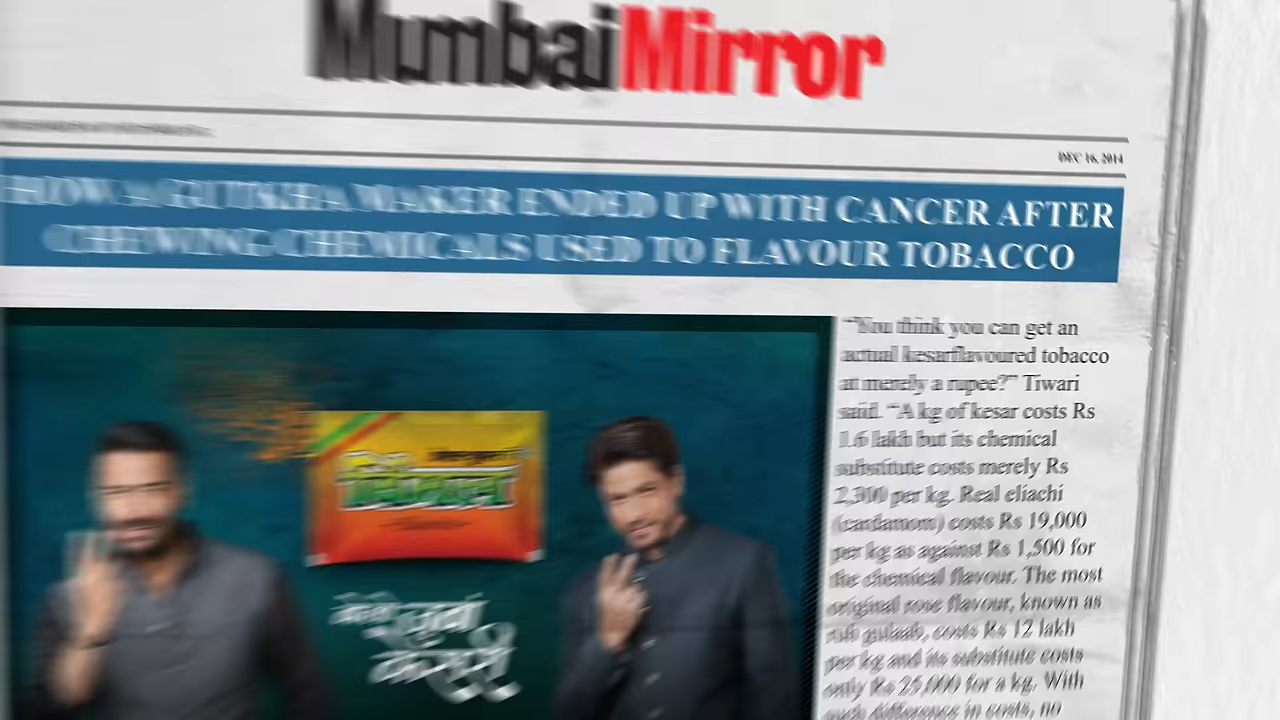 MumbaiMirror
DEC 16, 2014
HOW A GUTKHA MAKER ENDED UP WITH CANCER AFTER
CHEWING CHEMICALS USED TO FLAVOUR TOBACCO
"You think you can get an
actual kesarflavoured tobacco
at merely a rupee?" Tiwari
said. "A kg of kesar costs Rs
1.6 lakh but its chemical
substitute costs merely Rs
2,300 per kg. Real eliachi
(cardamom) costs Rs 19,000
per kg as against Rs 1,500 for
the chemical flavour. The most
original rose flavour, known as
ruh gulaab, costs Rs 12 lakh
per kg and its substitute costs
only Rs 25,000 for a kg. With
such difference in costs, no